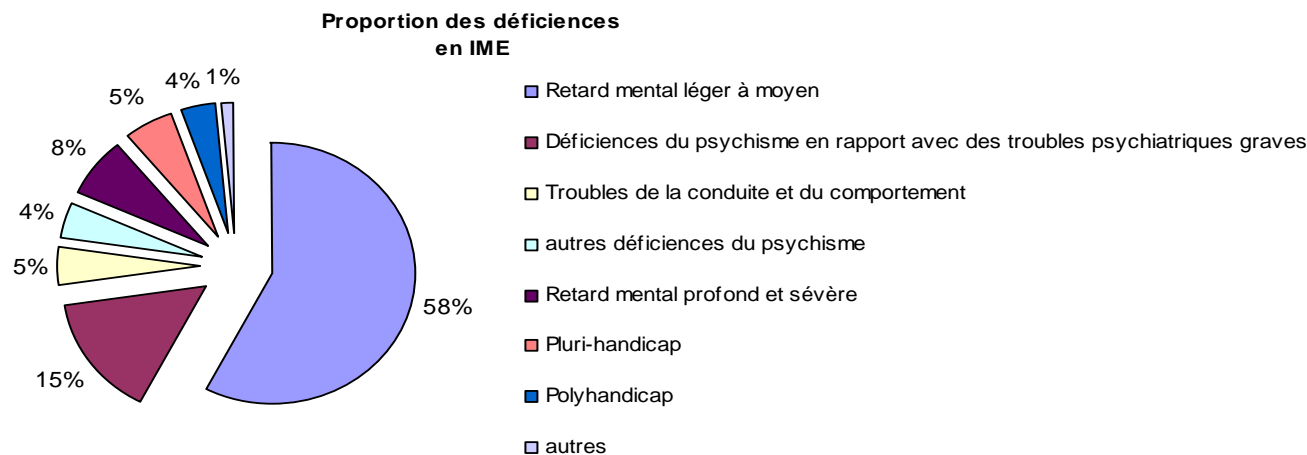 Proportion des déficiences
en IME
4%
1%
5%
8%
4%
5%
15%
58%
Retard mental léger à moyen
Déficiences du psychisme en rapport avec des troubles psychiatriques graves
Troubles de la conduite et du comportement
autres déficiences du psychisme
Retard mental profond et sévère
Pluri-handicap
Polyhandicap
autres